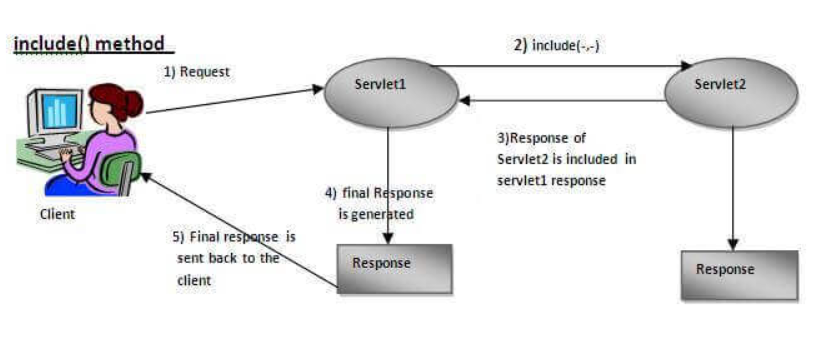 include() method
1) Request
2) include(-,-)
Servlet1
Servlet2
3)Response of
Servlet2 is included in
servlet1 response
4) final Response
is generated
Client
5) Final response is
sent back to the
client
Response
Response